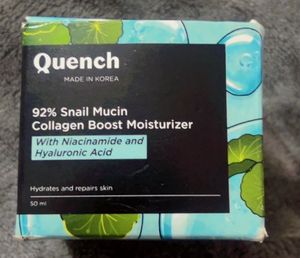 Quench
MADE IN KOREA
92% Snail Mucin
Collagen Boost Moisturizer
With Niacinamide and
Hyaluronic Acid
Hydrates and repairs skin
50 ml